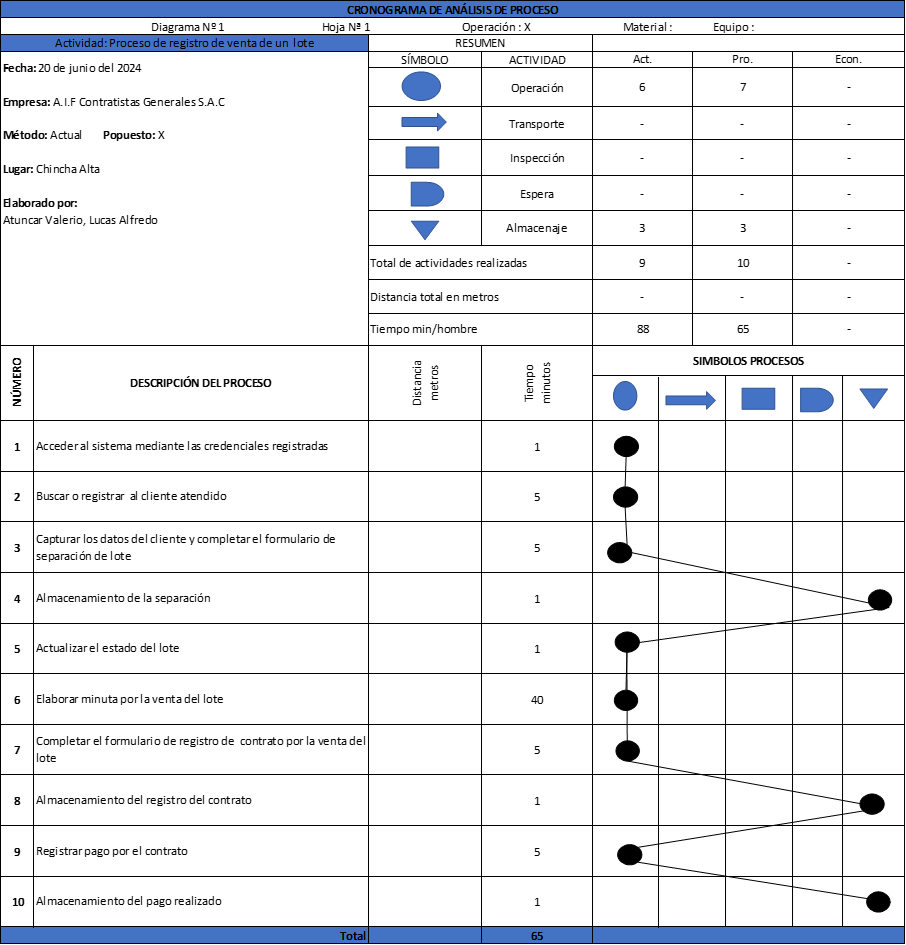 CRONOGRAMA DE ANÁLISIS DE PROCESO
Diagrama Nº 1 Hoja Nª 1 Operación : X Material : Equipo :
Actividad: Proceso de registro de venta de un lote
RESUMEN
Fecha: 20 de junio del 2024
Empresa: A.I.F Contratistas Generales S.A.C
Método: Actual Popuesto: X
Lugar: Chincha Alta
Elaborado por:
Atuncar Valerio, Lucas Alfredo
SÍMBOLO ACTIVIDAD Act. Pro. Econ.
Operación 6 7 -
Transporte - - -
Inspección - - -
Espera - - -
Almacenaje 3 3 -
Total de actividades realizadas 9 10 -
Distancia total en metros - - -
Tiempo min/hombre 88 65 -
NÚMERO
DESCRIPCIÓN DEL PROCESO
Distancia
metros
Tiempo
minutos
SIMBOLOS PROCESOS
1 Acceder al sistema mediante las credenciales registradas 1
2 Buscar o registrar al cliente atendido 5
3 Capturar los datos del cliente y completar el formulario de
separación de lote 5
4 Almacenamiento de la separación 1
5 Actualizar el estado del lote 1
6 Elaborar minuta por la venta del lote 40
7 Completar el formulario de registro de contrato por la venta del
lote 5
8 Almacenamiento del registro del contrato 1
9 Registrar pago por el contrato 5
10 Almacenamiento del pago realizado 1
Total 65